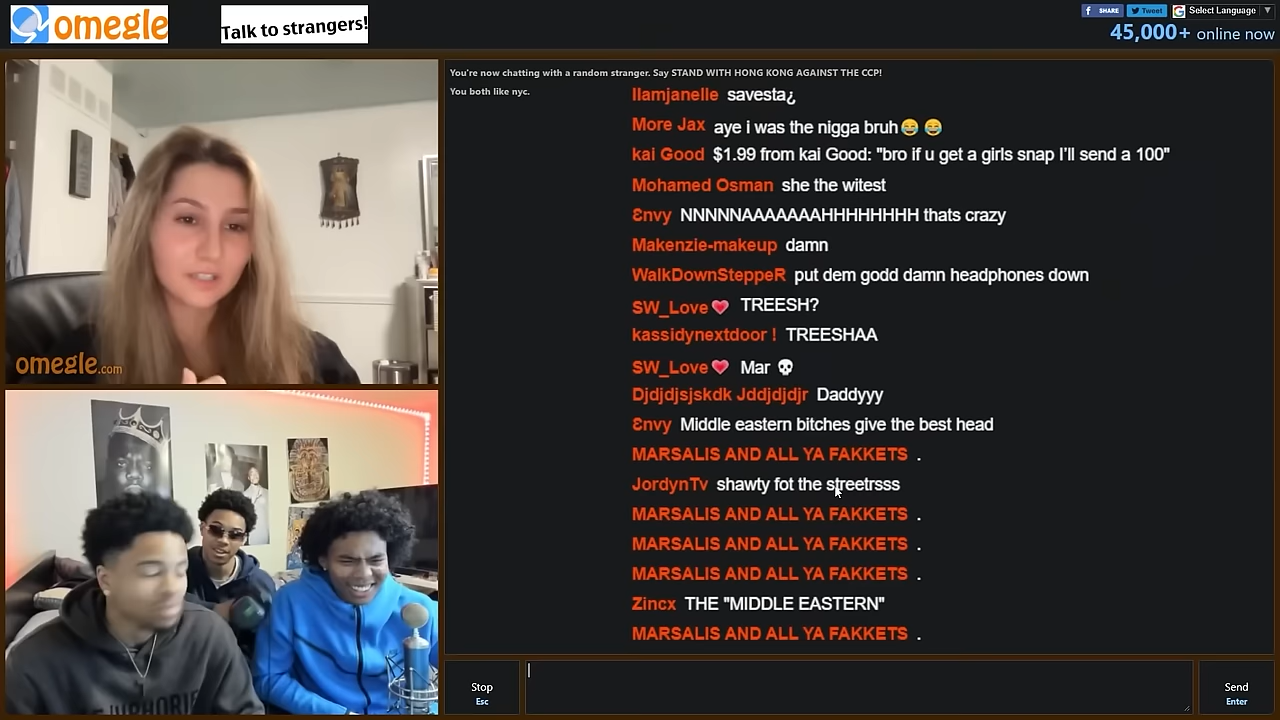 omegle
Talk to strangers!
SHARE
Tweet
Select Language
45,000+ online now
You're now chatting with a random stranger. Say STAND WITH HONG KONG AGAINST THE CCP!
You both like nyc.
Ilamjanelle savesta¿
More Jax aye i was the nigga bruh😂 😂
kai Good $1.99 from kai Good: "bro if u get a girls snap I'll send a 100"
Mohamed Osman she the witest
Ɛnvy NNNNNAAAAAAAHHHHHHHH thats crazy
Makenzie-makeup damn
WalkDownSteppeR put dem godd damn headphones down
SW_Love💗 TREESH?
kassidynextdoor ! TREESHAA
SW_Love💗 Mar 💀
Djdjdjsjskdk Jddjdjdjr Daddyyy
Ɛnvy Middle eastern bitches give the best head
MARSALIS AND ALL YA FAKKETS .
JordynTv shawty fot the streetrsss
MARSALIS AND ALL YA FAKKETS .
MARSALIS AND ALL YA FAKKETS .
MARSALIS AND ALL YA FAKKETS .
Zincx THE "MIDDLE EASTERN"
MARSALIS AND ALL YA FAKKETS .
omegle.com
Stop
Esc
Send
Enter